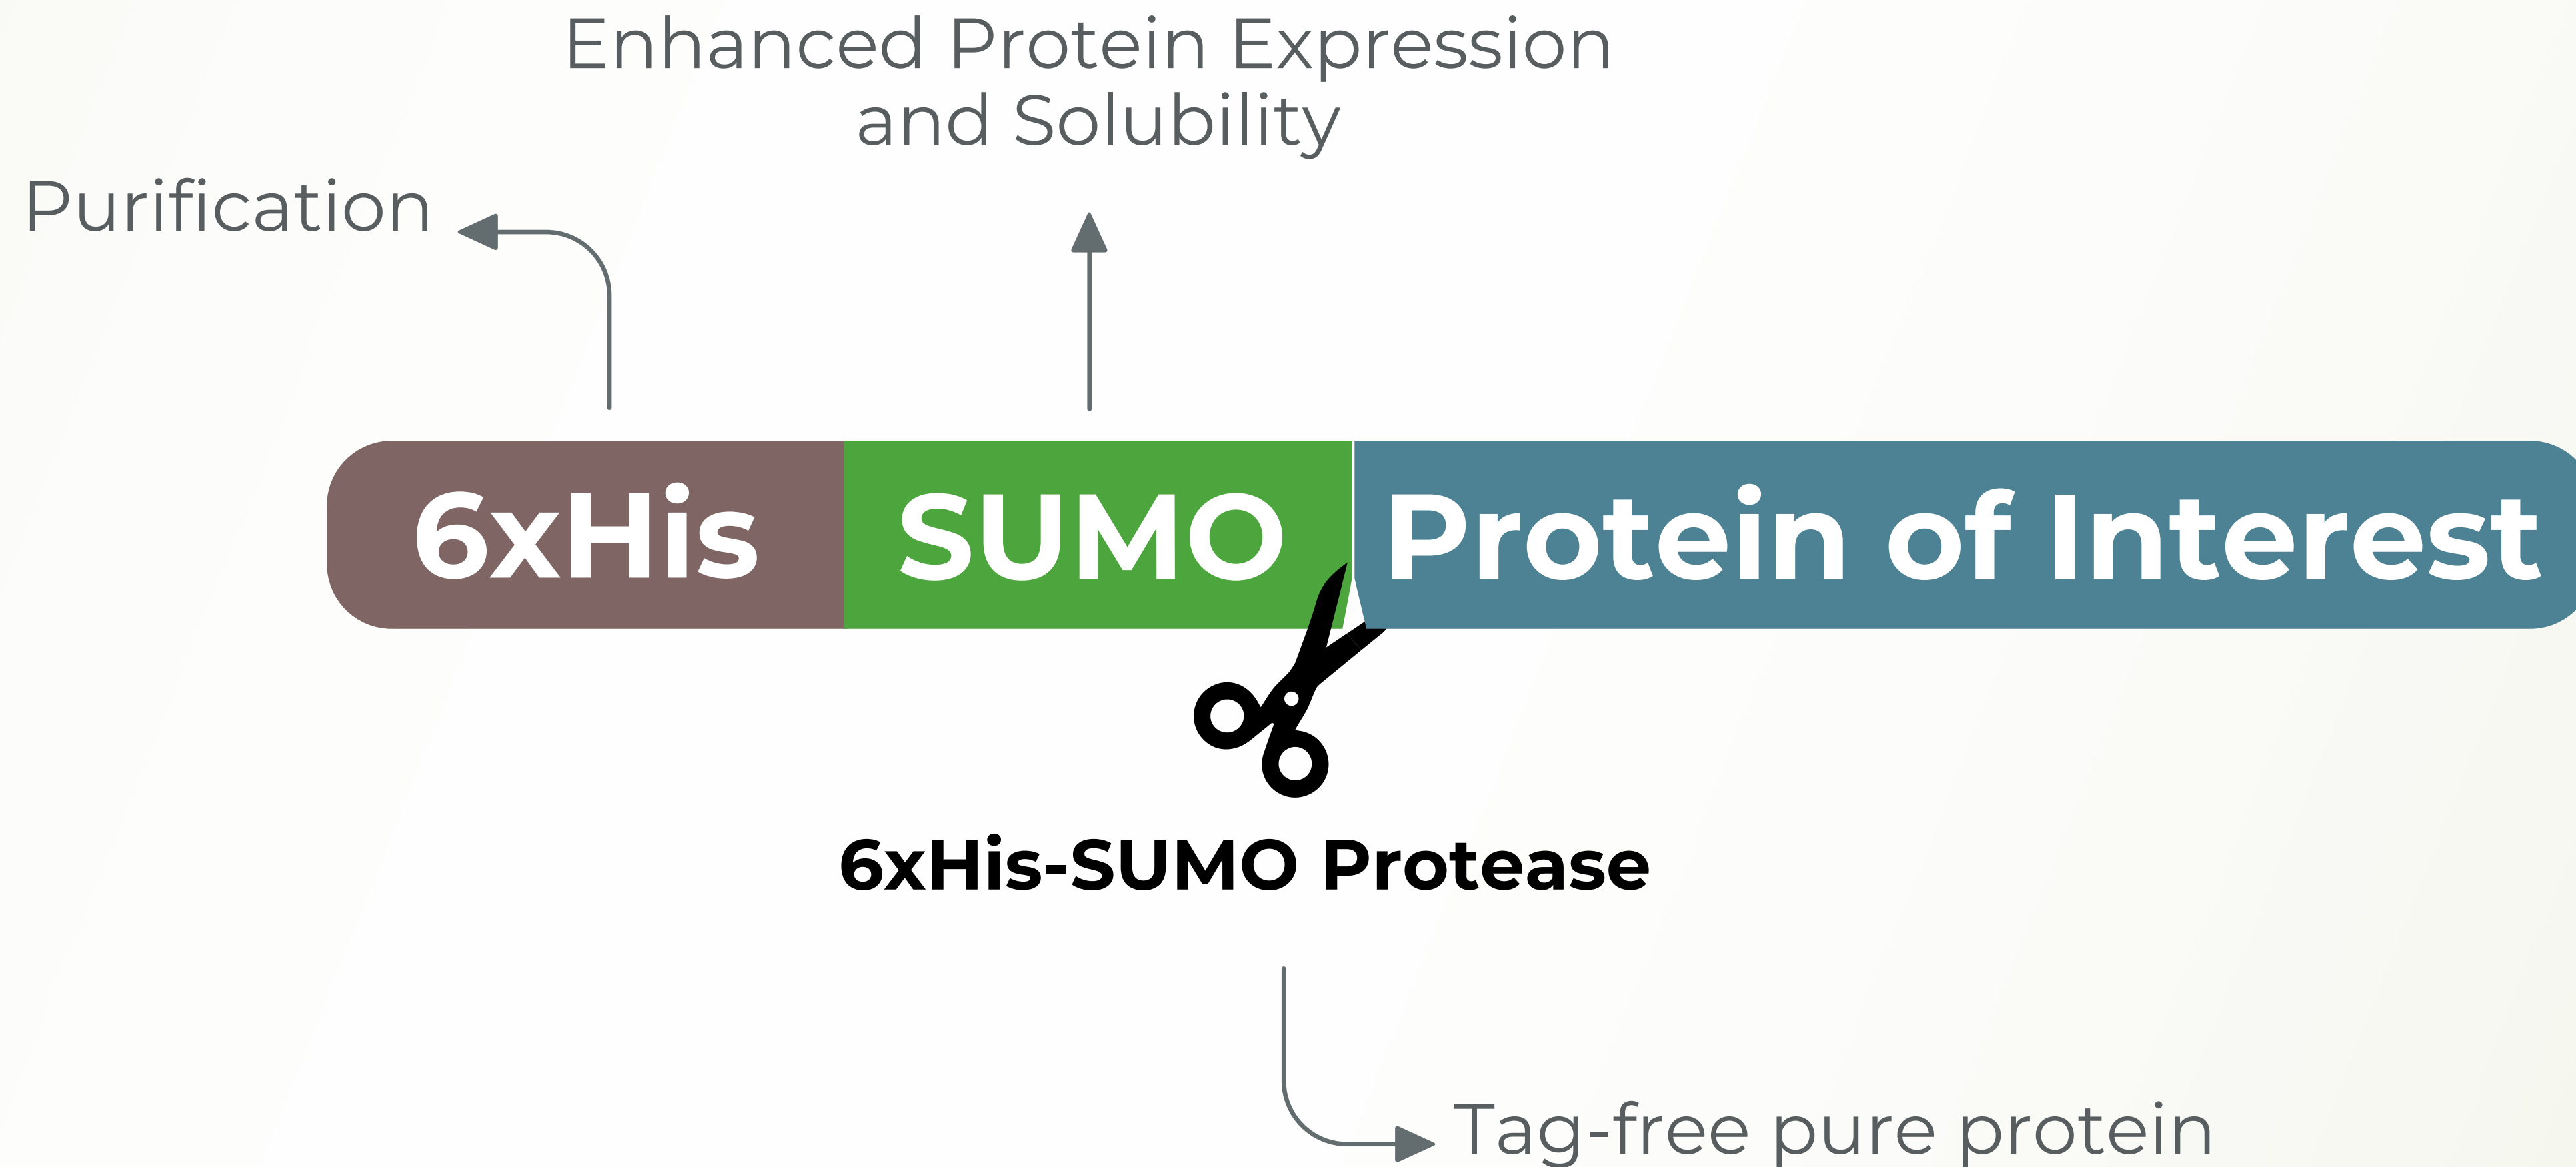 Enhanced Protein Expression
and Solubility
Purification
6xHis
SUMO
Protein of Interest
6xHis-SUMO Protease
Tag-free pure protein